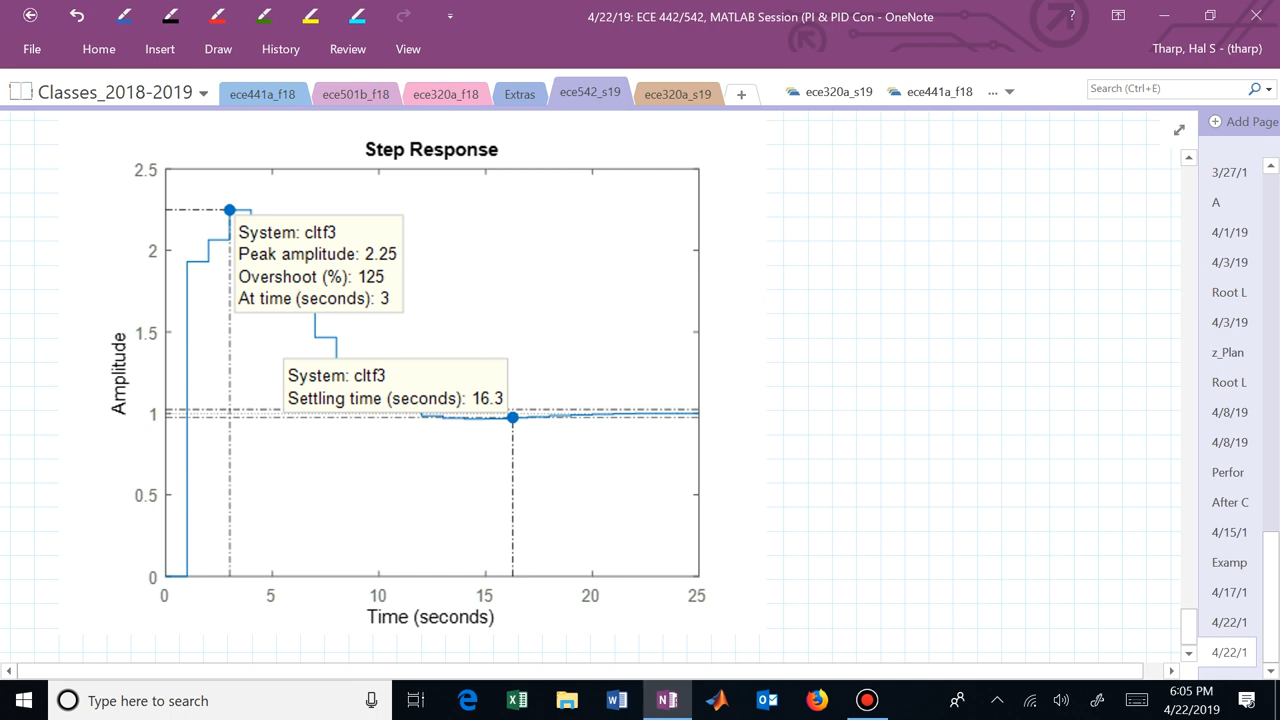 4/22/19: ECE 442/542, MATLAB Session (PI & PID Con - OneNote
?
File
Home
Insert
Draw
History
Review
View
Tharp, Hal S - (tharp)
Classes_2018-2019
ece441a_f18
ece501b_f18
ece320a_f18
Extras
ece542_s19
ece320a_s19
+
ece320a_s19
ece441a_f18
...
Search (Ctrl+E)
Add Page
3/27/1
A
4/1/19
4/3/19
Root L
4/3/19
z_Plan
Root L
4/8/19
4/8/19
Perfor
After C
4/15/1
Examp
4/17/1
4/22/1
4/22/1
Step Response
2.5
2
1.5
1
0.5
0
Amplitude
System: cltf3
Peak amplitude: 2.25
Overshoot (%): 125
At time (seconds): 3
System: cltf3
Settling time (seconds): 16.3
0
5
10
15
20
25
Time (seconds)
Type here to search
6:05 PM
4/22/2019